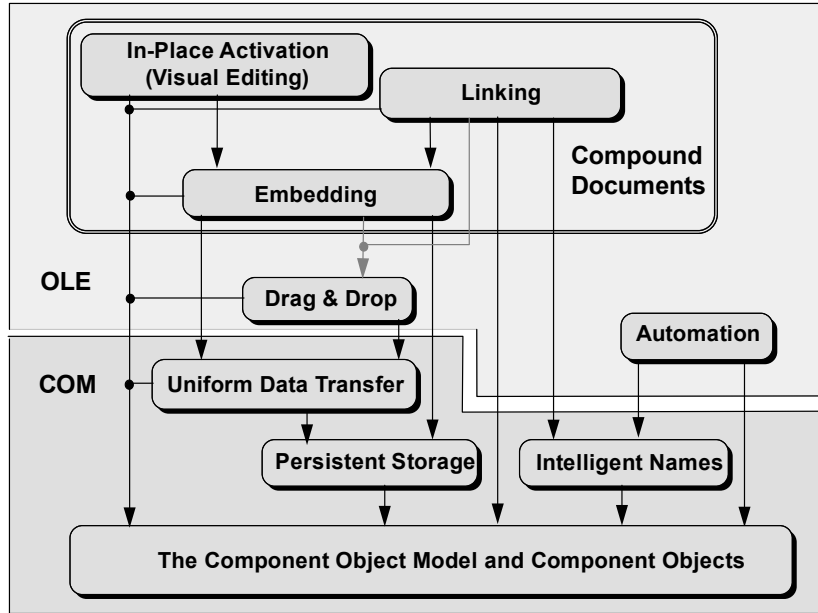 In-Place Activation
(Visual Editing)
Linking
Compound
Documents
Embedding
OLE
Drag & Drop
Automation
COM
Uniform Data Transfer
Persistent Storage
Intelligent Names
The Component Object Model and Component Objects